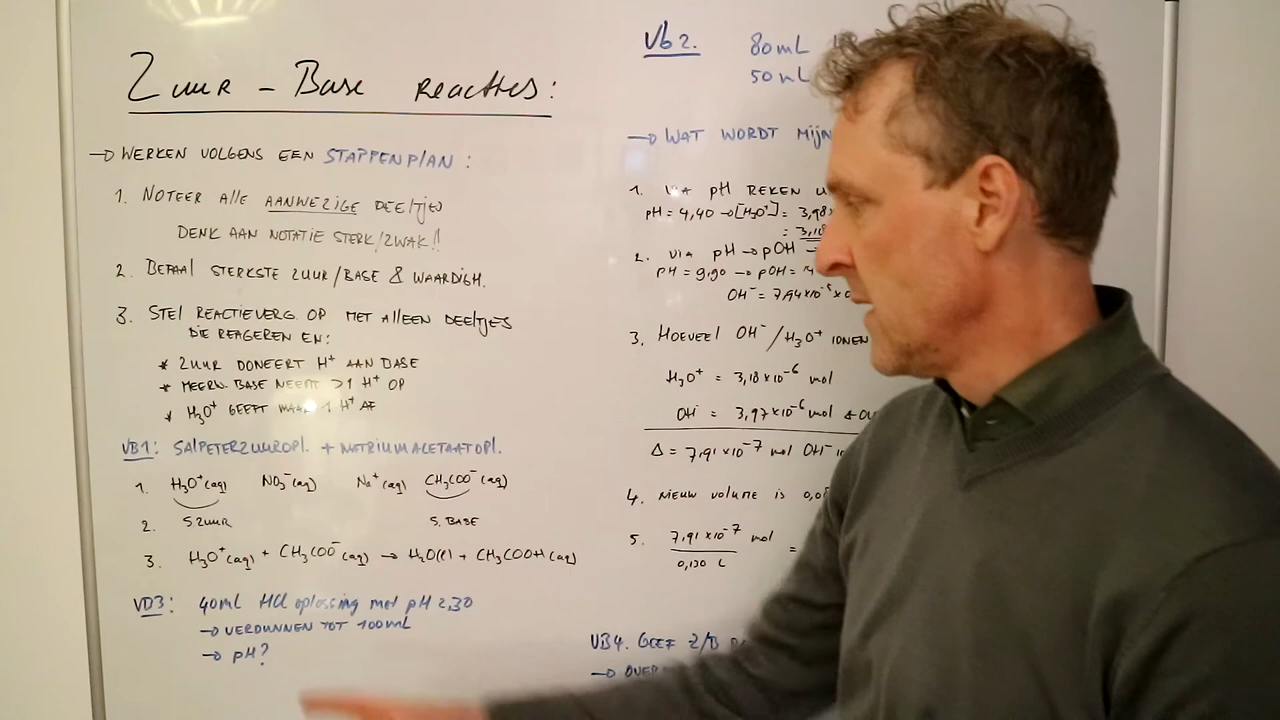 Zuur - Base reacties:
→ WERKEN VOLGENS EEN STAPPENPLAN:
1. NOTEER ALLE AANWEZIGE DEELTJES
DENK AAN NOTATIE STERK/ZWAK!!
2. BEPAAL STERKSTE ZUUR/BASE & WAARDIGH.
3. STEL REACTIEVERG. OP MET ALLEEN DEELTJES
DIE REAGEREN EN:
* ZUUR DONEERT H⁺ AAN BASE
* MEERW. BASE NEEMT >1 H⁺ OP
* H₃O⁺ GEEFT MAAR 1 H⁺ AF
VB1: SALPETERZUUROPL. + NATRIUMACETAATOPL.
1. H₃O⁺(aq) NO₃⁻(aq) Na⁺(aq) CH₃COO⁻(aq)
2. S. ZUUR S. BASE
3. H₃O⁺(aq) + CH₃COO⁻(aq) → H₂O(l) + CH₃COOH(aq)
VB3: 40mL HCl oplossing met pH 2,30
→ VERDUNNEN TOT 100mL
→ pH?
Vb2. 80mL
50mL
→ WAT WORDT MIJN
1. VIA pH REKEN
pH = 4,40 → [H₃O⁺] = 3,98
= 3,18
2. VIA pH → pOH →
pH = 9,90 → pOH = 14
OH⁻ = 7,94×10⁻⁵ × 0
3. HOEVEEL OH⁻/H₃O⁺ IONEN
H₃O⁺ = 3,18×10⁻⁶ mol
OH⁻ = 3,97×10⁻⁶ mol
Δ = 7,91×10⁻⁷ mol OH⁻
4. NIEUW VOLUME IS 0,
5. 7,91×10⁻⁷ mol =
0,130 L
VB4. GEEF Z/B
→ OVER